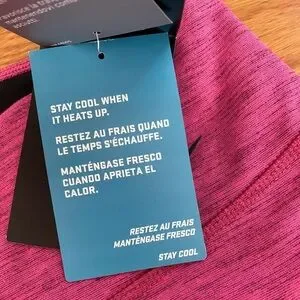 STAY COOL WHEN
IT HEATS UP.
RESTEZ AU FRAIS QUAND
LE TEMPS S'ÉCHAUFFE.
MANTÉNGASE FRESCO
CUANDO APRIETA EL
CALOR.
RESTEZ AU FRAIS
MANTÉNGASE FRESCO
STAY COOL